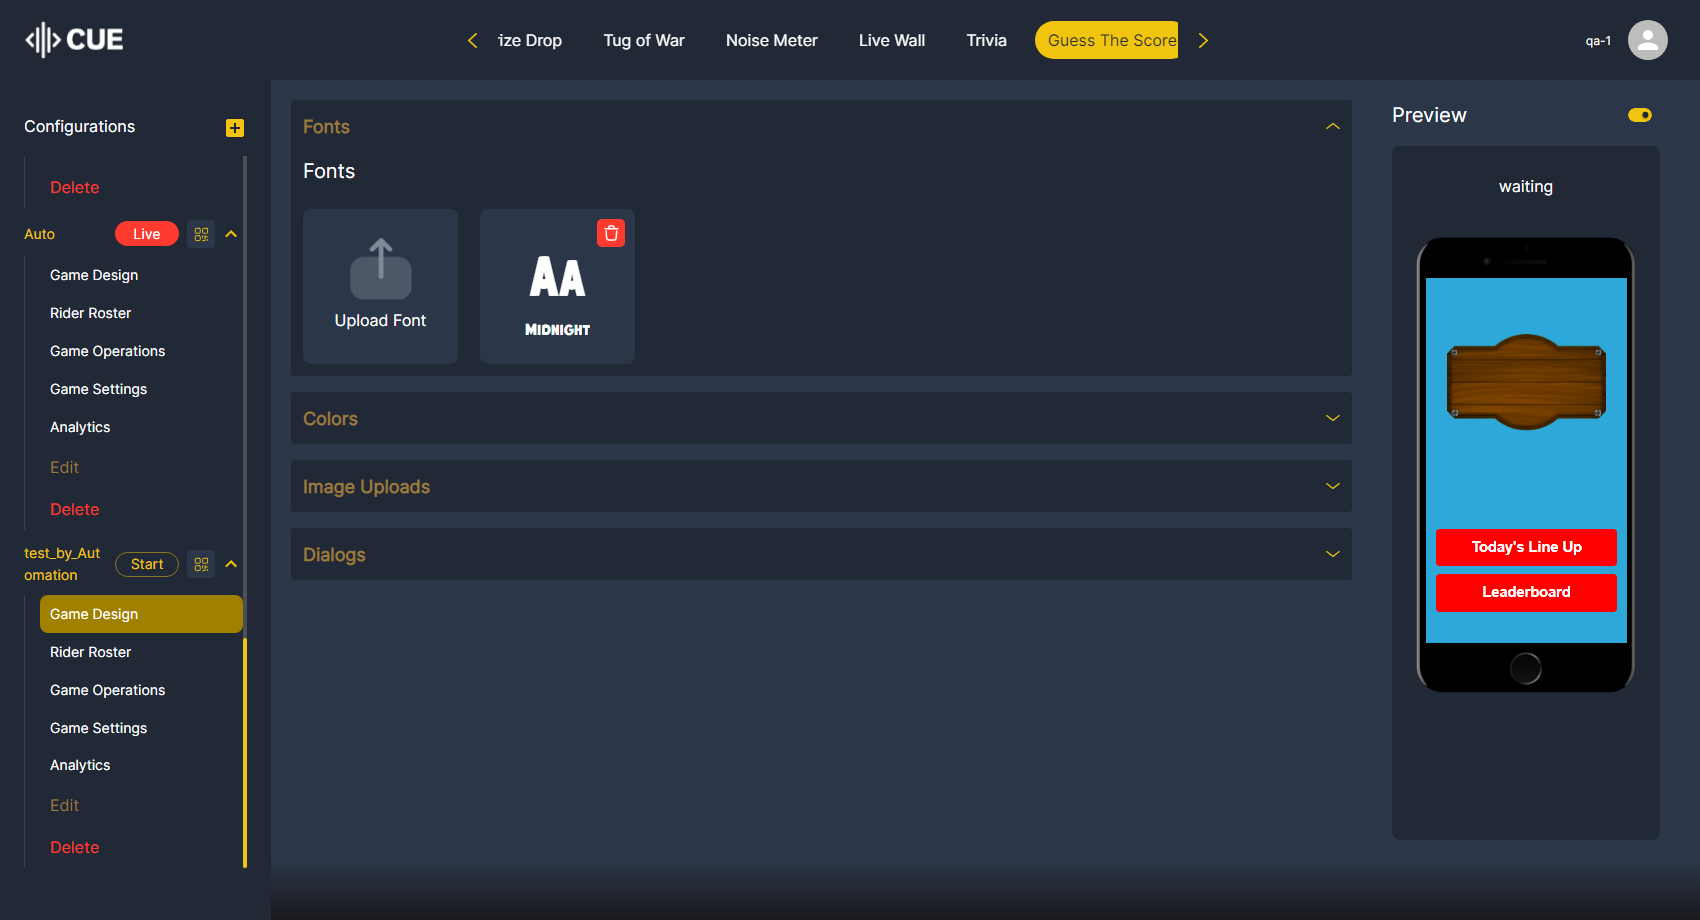 CUE
ize Drop
Tug of War
Noise Meter
Live Wall
Trivia
Guess The Score
qa-1
Configurations
Delete
Auto
Live
Game Design
Rider Roster
Game Operations
Game Settings
Analytics
Edit
Delete
test_by_Aut
omation
Start
Game Design
Rider Roster
Game Operations
Game Settings
Analytics
Edit
Delete
Fonts
Fonts
Upload Font
AA
MIDNIGHT
Colors
Image Uploads
Dialogs
Preview
waiting
Today's Line Up
Leaderboard